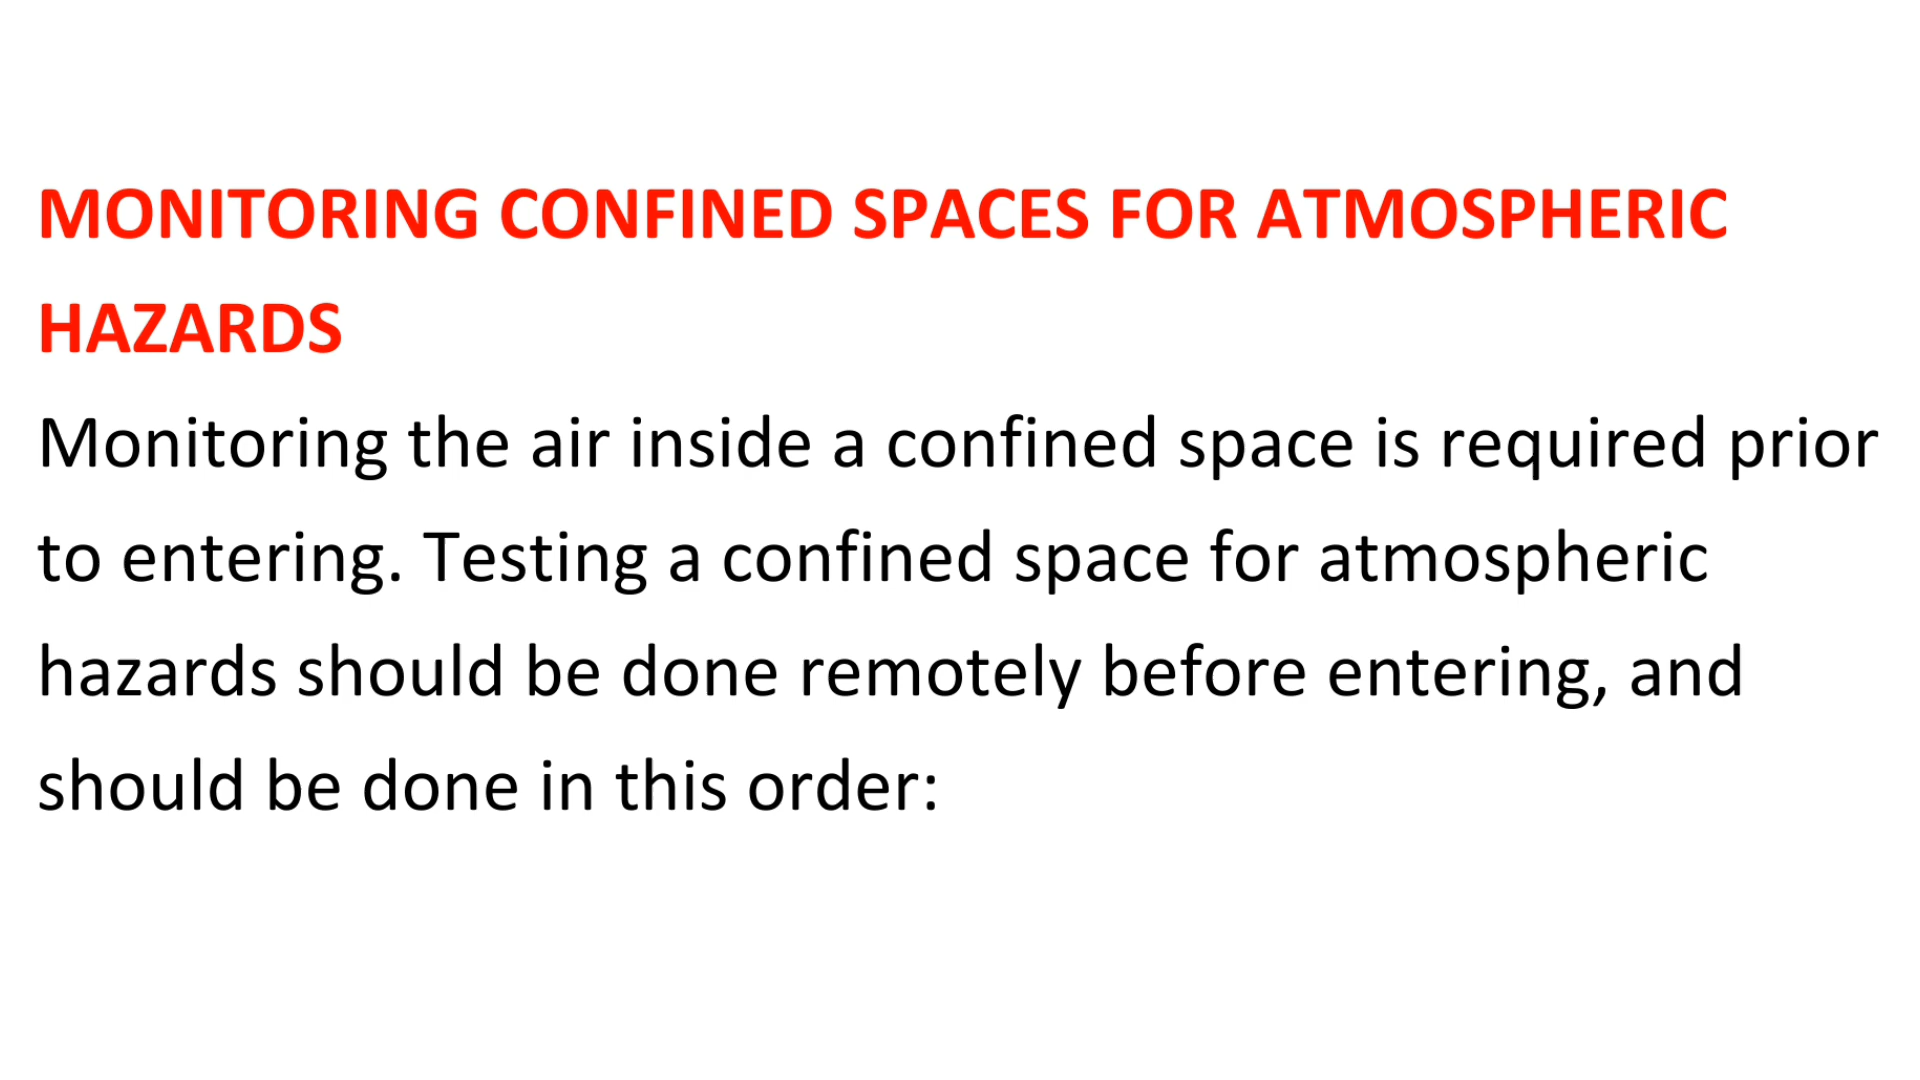 MONITORING CONFINED SPACES FOR ATMOSPHERIC
HAZARDS
Monitoring the air inside a confined space is required prior
to entering. Testing a confined space for atmospheric
hazards should be done remotely before entering, and
should be done in this order: